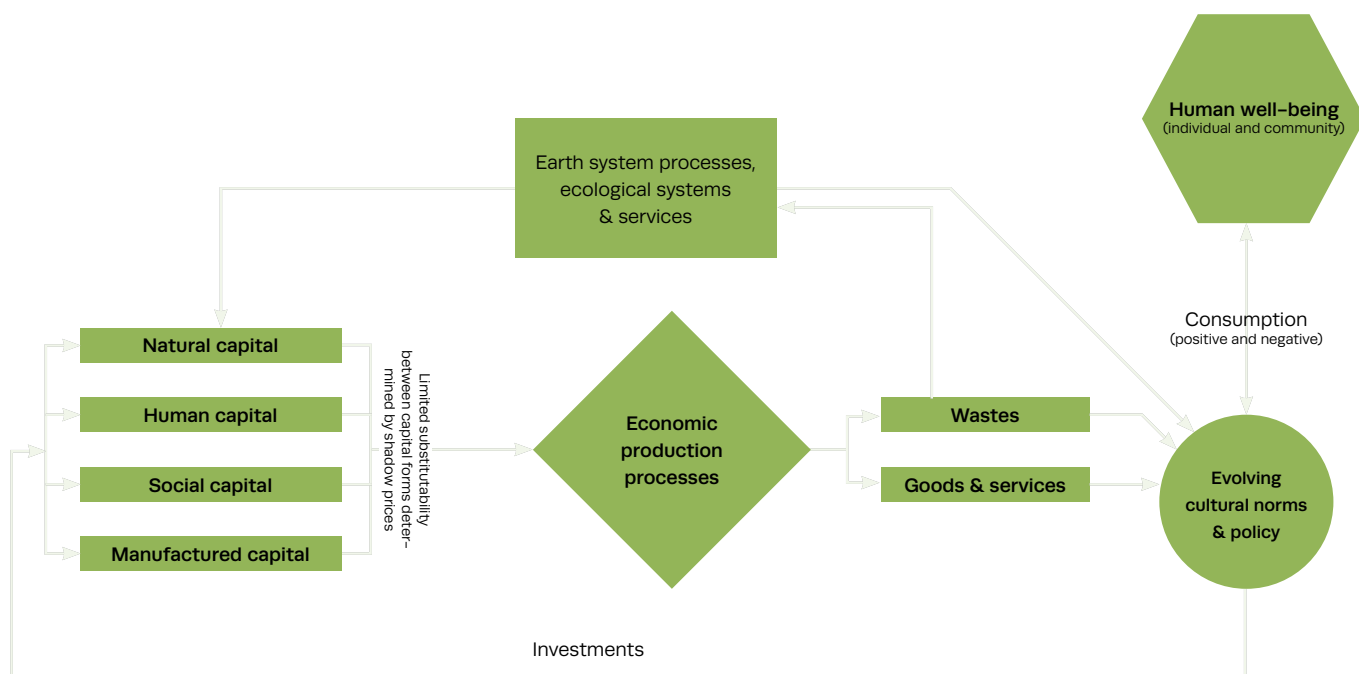 Human well-being
(individual and community)
Earth system processes,
ecological systems
& services
Consumption
(positive and negative)
Natural capital
Human capital
Social capital
Manufactured capital
Limited substitutability
between capital forms deter-
mined by shadow prices
Economic
production
processes
Wastes
Goods & services
Evolving
cultural norms
& policy
Investments